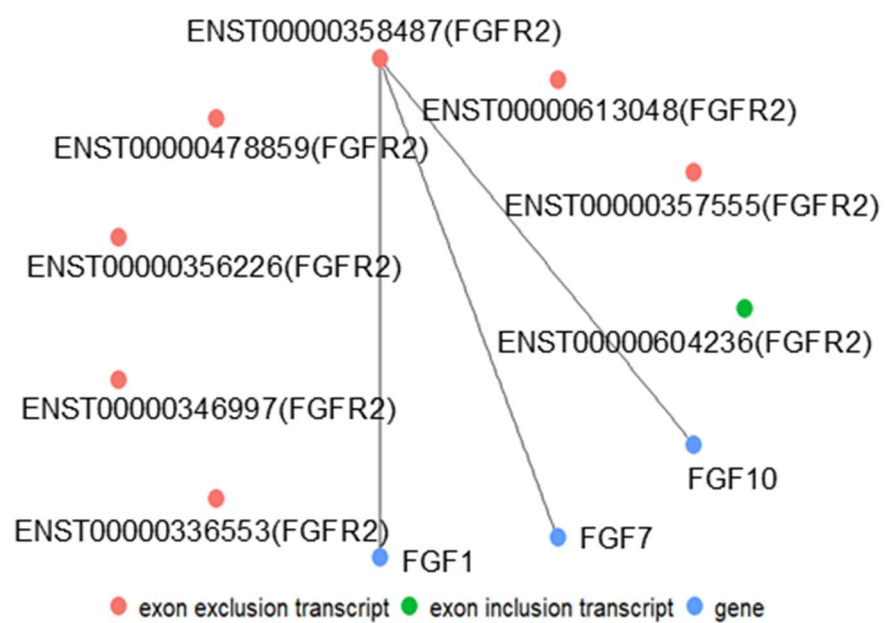 ENST00000358487(FGFR2)
ENST00000613048(FGFR2)
ENST00000478859(FGFR2)
ENST00000357555(FGFR2)
ENST00000356226(FGFR2)
ENST00000604236(FGFR2)
ENST00000346997(FGFR2)
FGF10
ENST00000336553(FGFR2)
FGF7
FGF1
exon exclusion transcript exon inclusion transcript gene